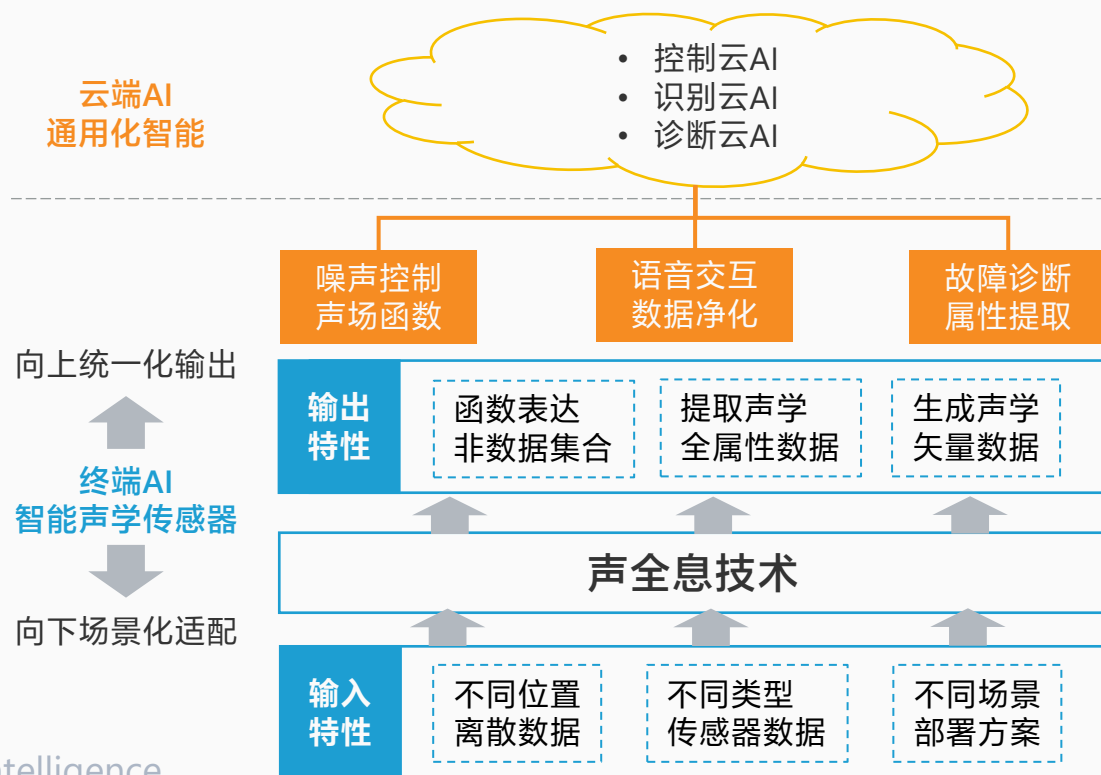 云端AI
通用化智能
• 控制云AI
• 识别云AI
• 诊断云AI
噪声控制
声场函数
语音交互
数据净化
故障诊断
属性提取
向上统一化输出
终端AI
智能声学传感器
向下场景化适配
输出
特性
函数表达
非数据集合
提取声学
全属性数据
生成声学
矢量数据
声全息技术
输入
特性
不同位置
离散数据
不同类型
传感器数据
不同场景
部署方案
ntelligence